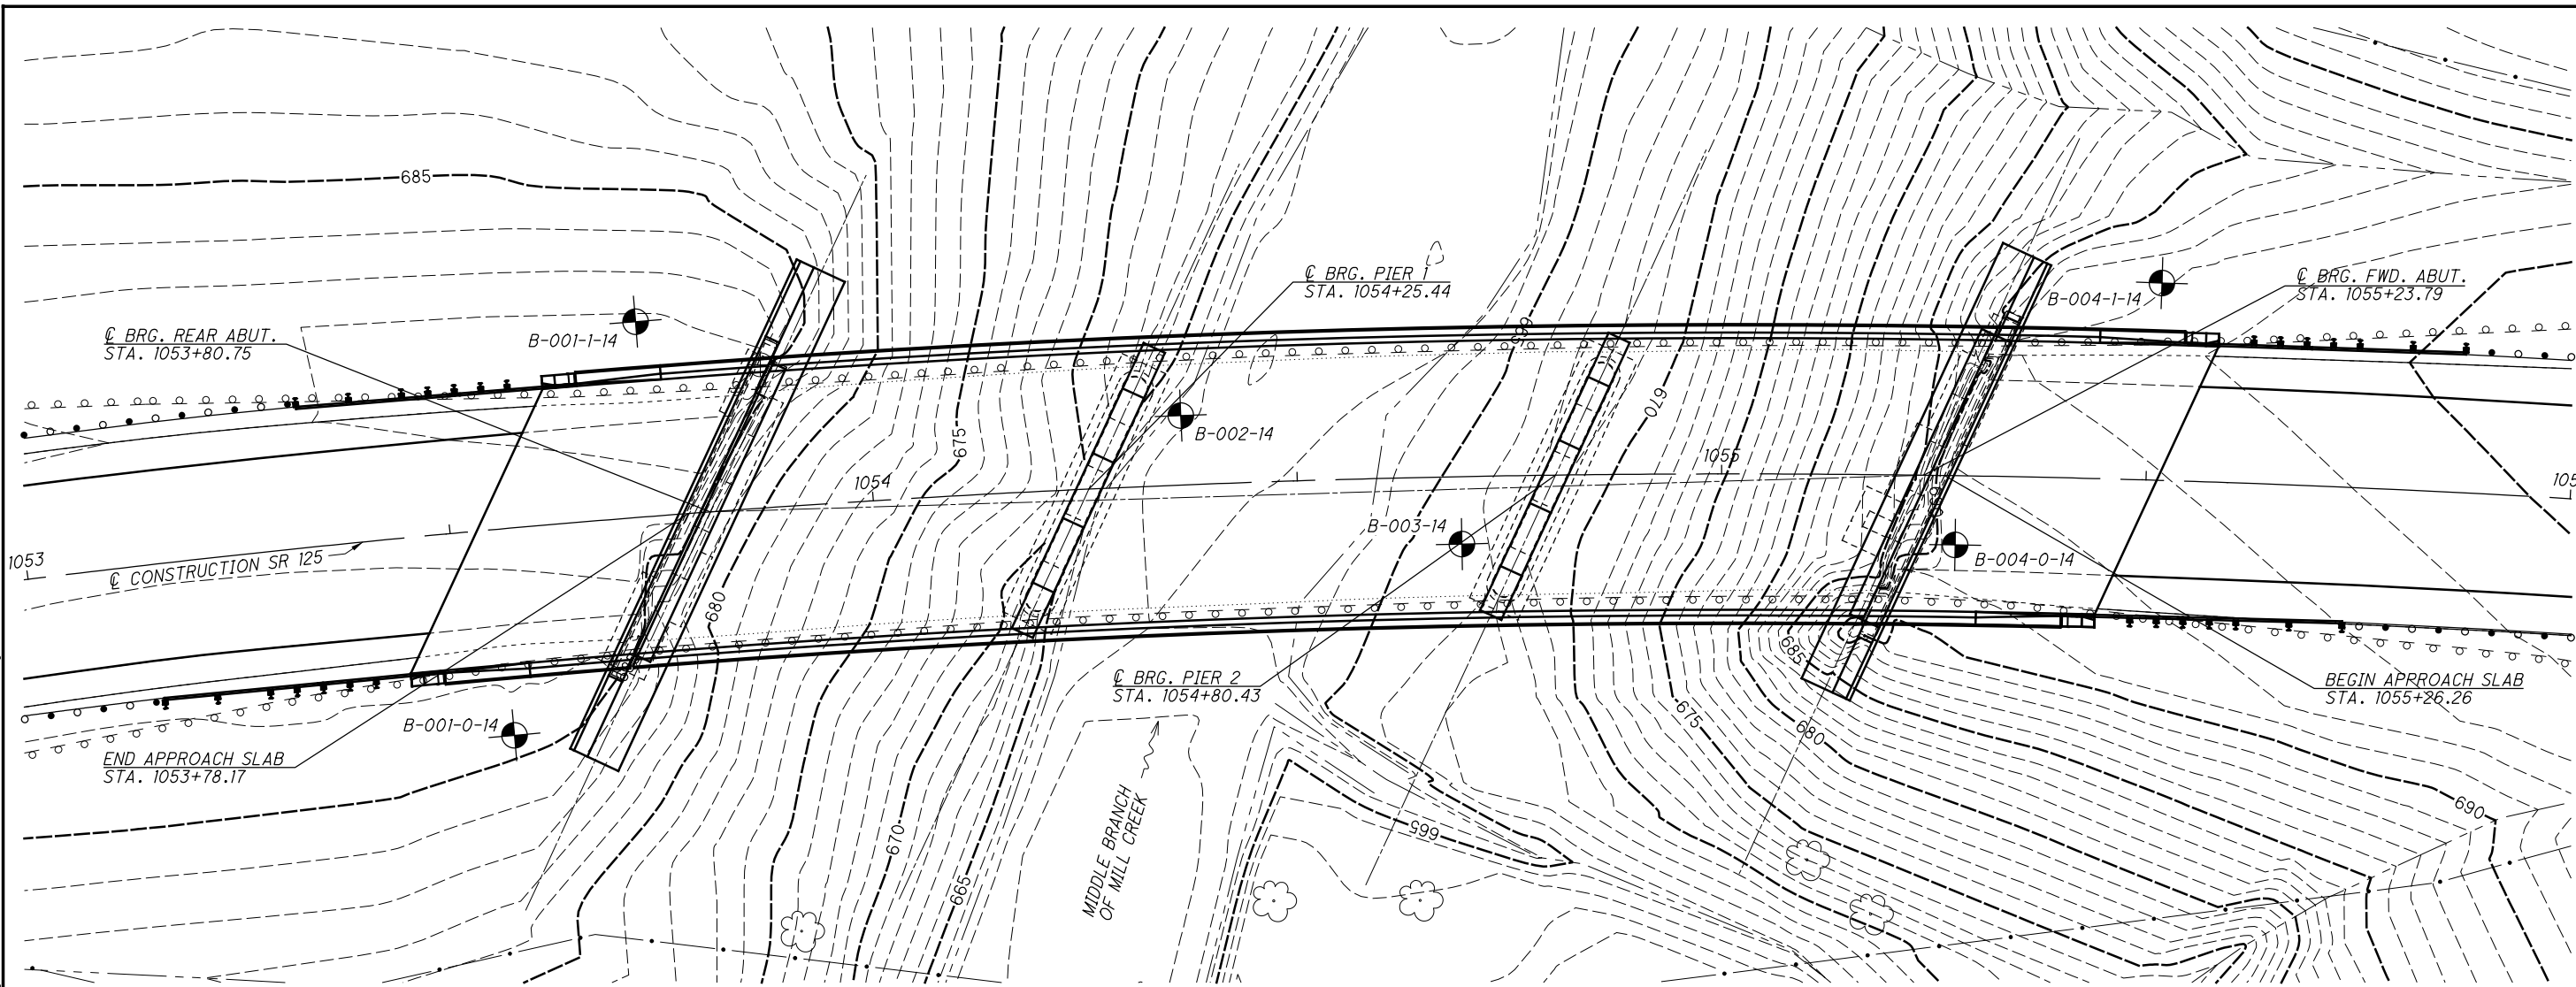 685
℄ BRG. PIER 1
STA. 1054+25.44
℄ BRG. FWD. ABUT.
STA. 1055+23.79
B-004-1-14
℄ BRG. REAR ABUT.
STA. 1053+80.75
B-001-1-14
665
670
675
B-002-14
1054
1055
105
B-003-14
B-004-0-14
1053
℄ CONSTRUCTION SR 125
680
685
℄ BRG. PIER 2
STA. 1054+80.43
BEGIN APPROACH SLAB
STA. 1055+26.26
B-001-0-14
END APPROACH SLAB
STA. 1053+78.17
675
680
690
MIDDLE BRANCH
OF MILL CREEK
670
665
665